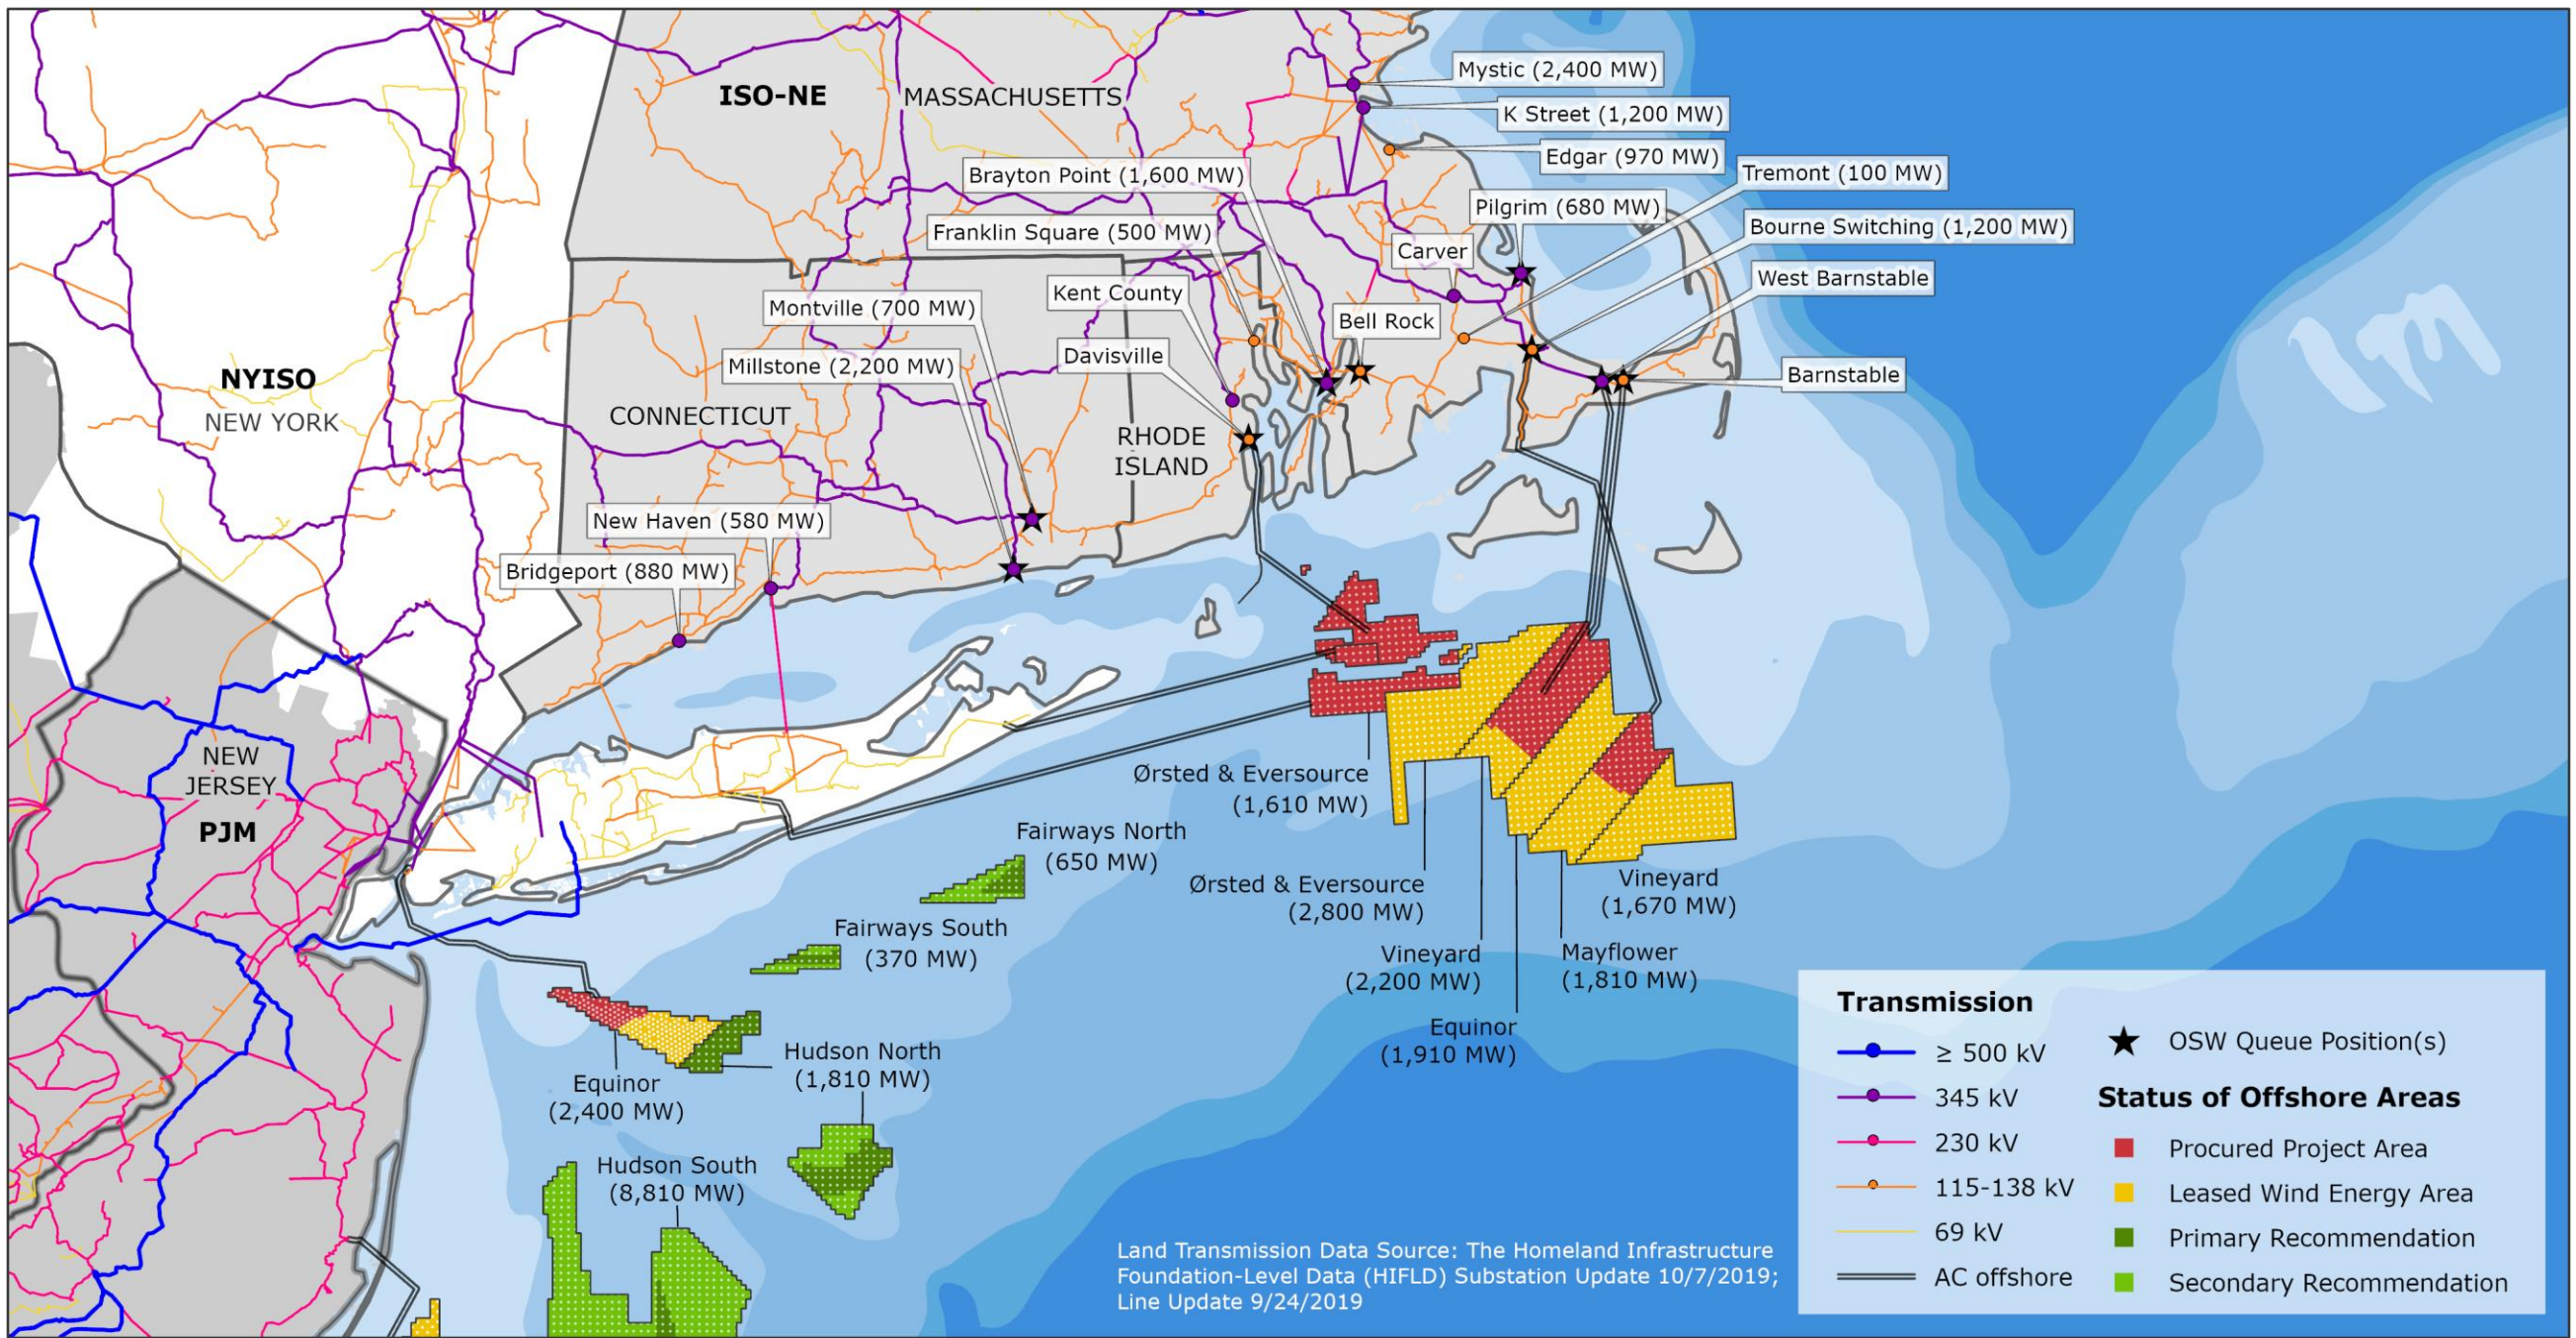 Mystic (2,400 MW)
ISO-NE
MASSACHUSETTS
K Street (1,200 MW)
Edgar (970 MW)
Brayton Point (1,600 MW)
Tremont (100 MW)
Pilgrim (680 MW)
Franklin Square (500 MW)
Bourne Switching (1,200 MW)
Carver
West Barnstable
Kent County
Montville (700 MW)
Bell Rock
Davisville
Millstone (2,200 MW)
Barnstable
NYISO
NEW YORK
CONNECTICUT
RHODE
ISLAND
New Haven (580 MW)
Bridgeport (880 MW)
NEW
JERSEY
PJM
Ørsted & Eversource
(1,610 MW)
Fairways North
(650 MW)
Ørsted & Eversource
(2,800 MW)
Vineyard
(1,670 MW)
Fairways South
(370 MW)
Vineyard
(2,200 MW)
Mayflower
(1,810 MW)
Equinor
(1,910 MW)
Hudson North
(1,810 MW)
Equinor
(2,400 MW)
Hudson South
(8,810 MW)
Transmission
≥ 500 kV
345 kV
230 kV
115-138 kV
69 kV
AC offshore
OSW Queue Position(s)
Status of Offshore Areas
Procured Project Area
Leased Wind Energy Area
Primary Recommendation
Secondary Recommendation
Land Transmission Data Source: The Homeland Infrastructure
Foundation-Level Data (HIFLD) Substation Update 10/7/2019;
Line Update 9/24/2019